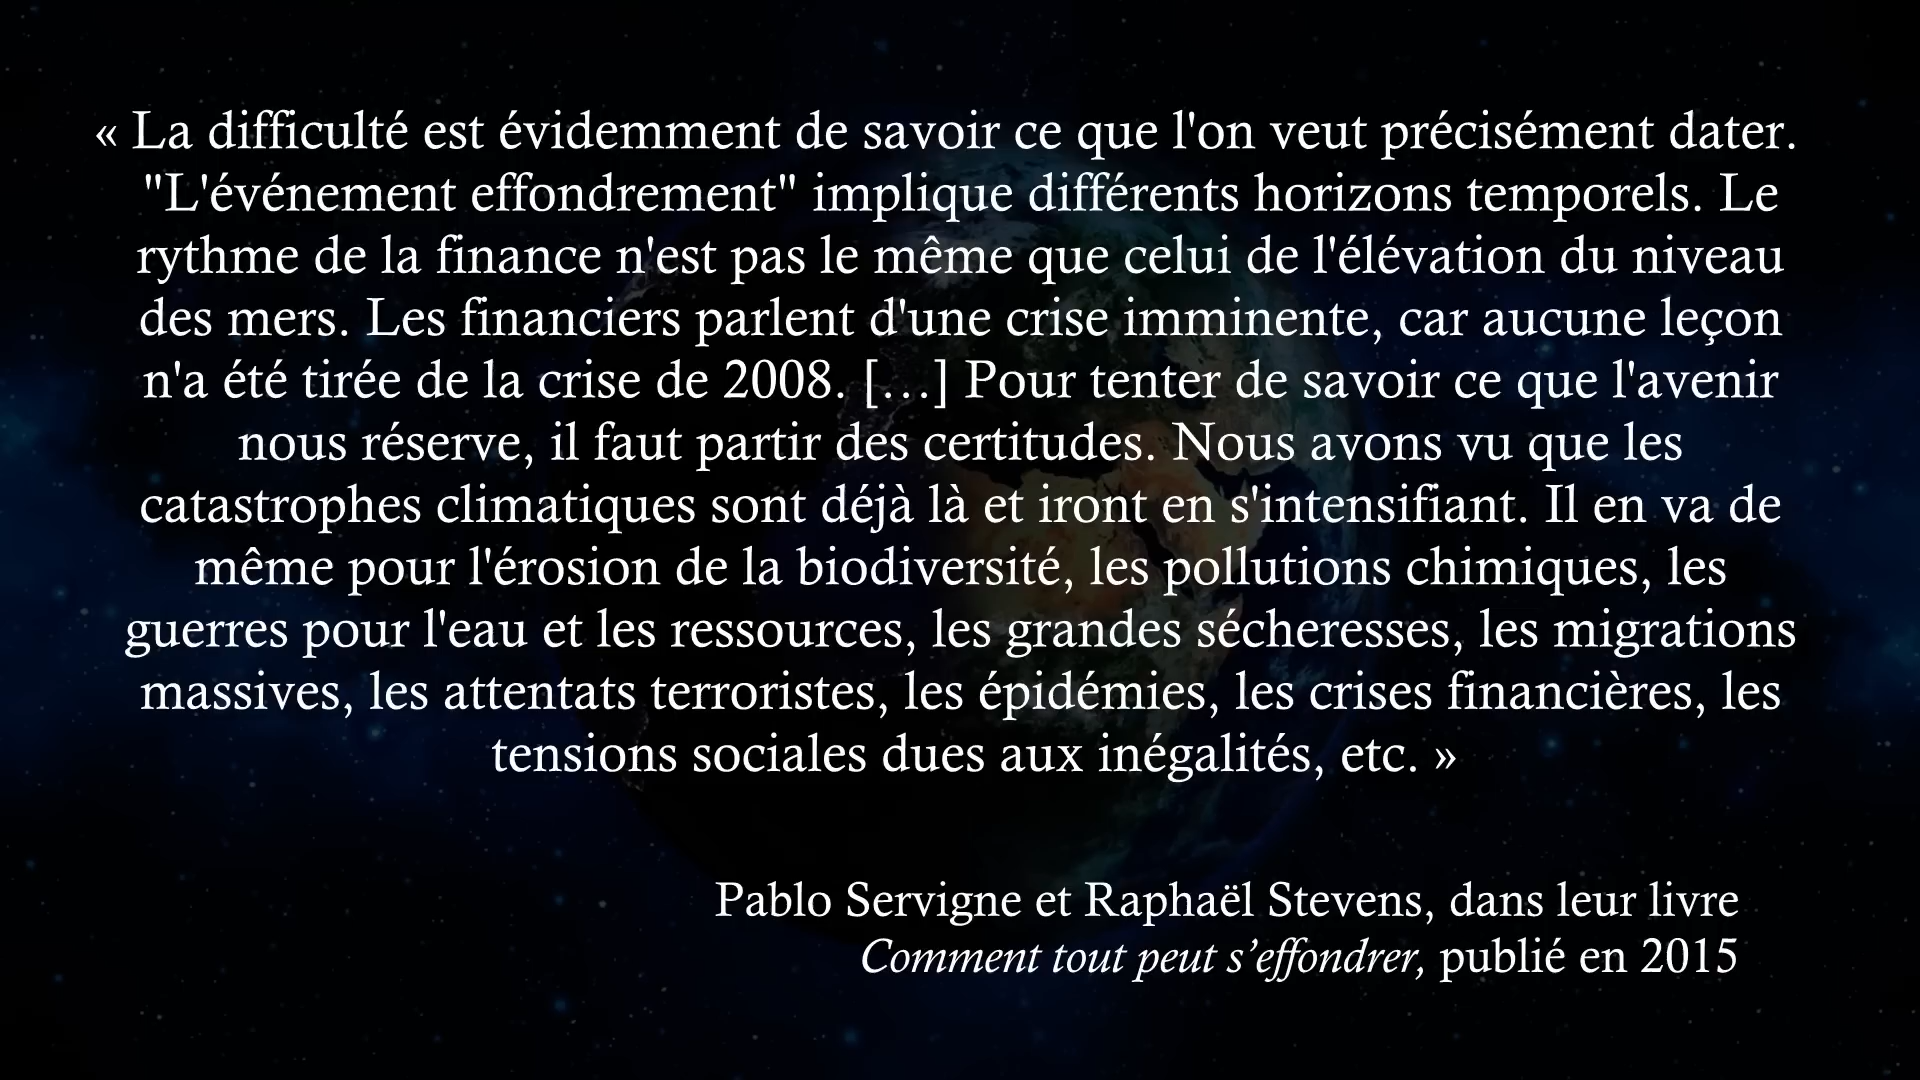 « La difficulté est évidemment de savoir ce que l'on veut précisément dater.
"L'événement effondrement" implique différents horizons temporels. Le
rythme de la finance n'est pas le même que celui de l'élévation du niveau
des mers. Les financiers parlent d'une crise imminente, car aucune leçon
n'a été tirée de la crise de 2008. […] Pour tenter de savoir ce que l'avenir
nous réserve, il faut partir des certitudes. Nous avons vu que les
catastrophes climatiques sont déjà là et iront en s'intensifiant. Il en va de
même pour l'érosion de la biodiversité, les pollutions chimiques, les
guerres pour l'eau et les ressources, les grandes sécheresses, les migrations
massives, les attentats terroristes, les épidémies, les crises financières, les
tensions sociales dues aux inégalités, etc. »
Pablo Servigne et Raphaël Stevens, dans leur livre
Comment tout peut s’effondrer, publié en 2015